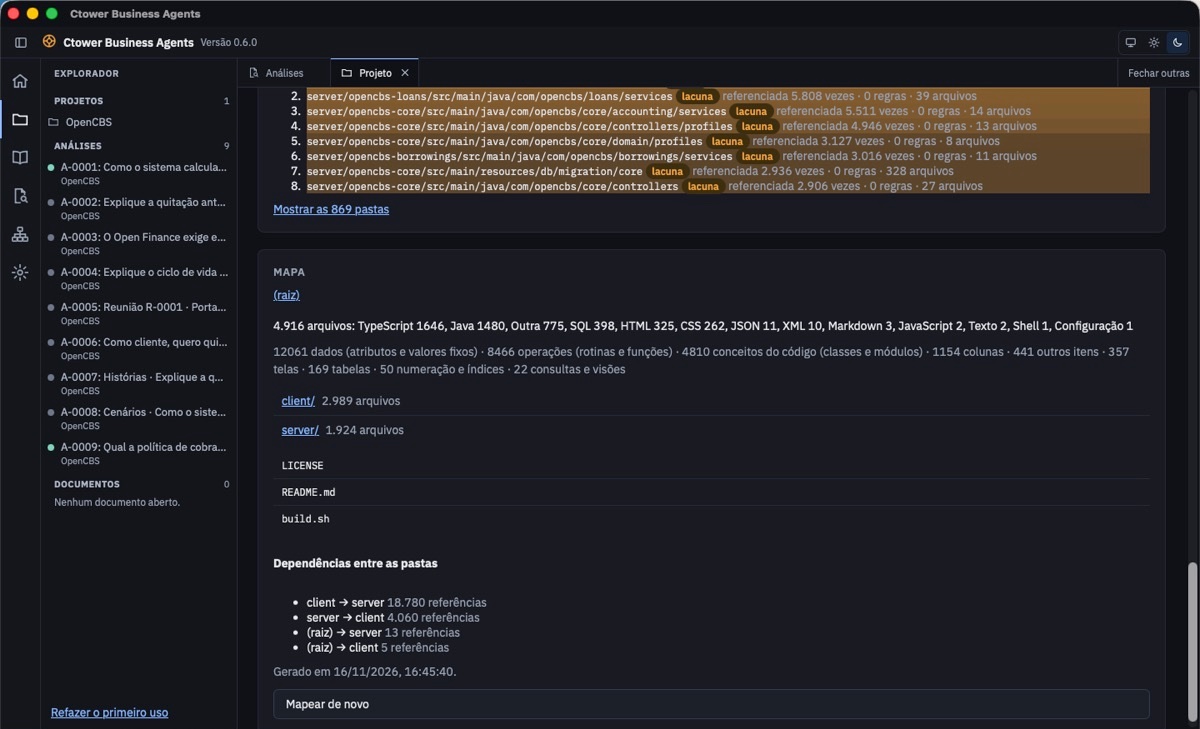 Ctower Business Agents
Ctower Business Agents Versão 0.6.0
EXPLORADOR
PROJETOS 1
OpenCBS
ANÁLISES 9
A-0001: Como o sistema calcula...
OpenCBS
A-0002: Explique a quitação ant...
OpenCBS
A-0003: O Open Finance exige e...
OpenCBS
A-0004: Explique o ciclo de vida ...
OpenCBS
A-0005: Reunião R-0001 · Porta...
OpenCBS
A-0006: Como cliente, quero qui...
OpenCBS
A-0007: Histórias · Explique a q...
OpenCBS
A-0008: Cenários · Como o siste...
OpenCBS
A-0009: Qual a política de cobra...
OpenCBS
DOCUMENTOS 0
Nenhum documento aberto.
Refazer o primeiro uso
Análises
Projeto
Fechar outras
2. server/opencbs-loans/src/main/java/com/opencbs/loans/services lacuna referenciada 5.808 vezes · 0 regras · 39 arquivos
3. server/opencbs-core/src/main/java/com/opencbs/core/accounting/services lacuna referenciada 5.511 vezes · 0 regras · 14 arquivos
4. server/opencbs-core/src/main/java/com/opencbs/core/controllers/profiles lacuna referenciada 4.946 vezes · 0 regras · 13 arquivos
5. server/opencbs-core/src/main/java/com/opencbs/core/domain/profiles lacuna referenciada 3.127 vezes · 0 regras · 8 arquivos
6. server/opencbs-borrowings/src/main/java/com/opencbs/borrowings/services lacuna referenciada 3.016 vezes · 0 regras · 11 arquivos
7. server/opencbs-core/src/main/resources/db/migration/core lacuna referenciada 2.936 vezes · 0 regras · 328 arquivos
8. server/opencbs-core/src/main/java/com/opencbs/core/controllers lacuna referenciada 2.906 vezes · 0 regras · 27 arquivos
Mostrar as 869 pastas
MAPA
(raiz)
4.916 arquivos: TypeScript 1646, Java 1480, Outra 775, SQL 398, HTML 325, CSS 262, JSON 11, XML 10, Markdown 3, JavaScript 2, Texto 2, Shell 1, Configuração 1
12061 dados (atributos e valores fixos) · 8466 operações (rotinas e funções) · 4810 conceitos do código (classes e módulos) · 1154 colunas · 441 outros itens · 357
telas · 169 tabelas · 50 numeração e índices · 22 consultas e visões
client/ 2.989 arquivos
server/ 1.924 arquivos
LICENSE
README.md
build.sh
Dependências entre as pastas
• client → server 18.780 referências
• server → client 4.060 referências
• (raiz) → server 13 referências
• (raiz) → client 5 referências
Gerado em 16/11/2026, 16:45:40.
Mapear de novo